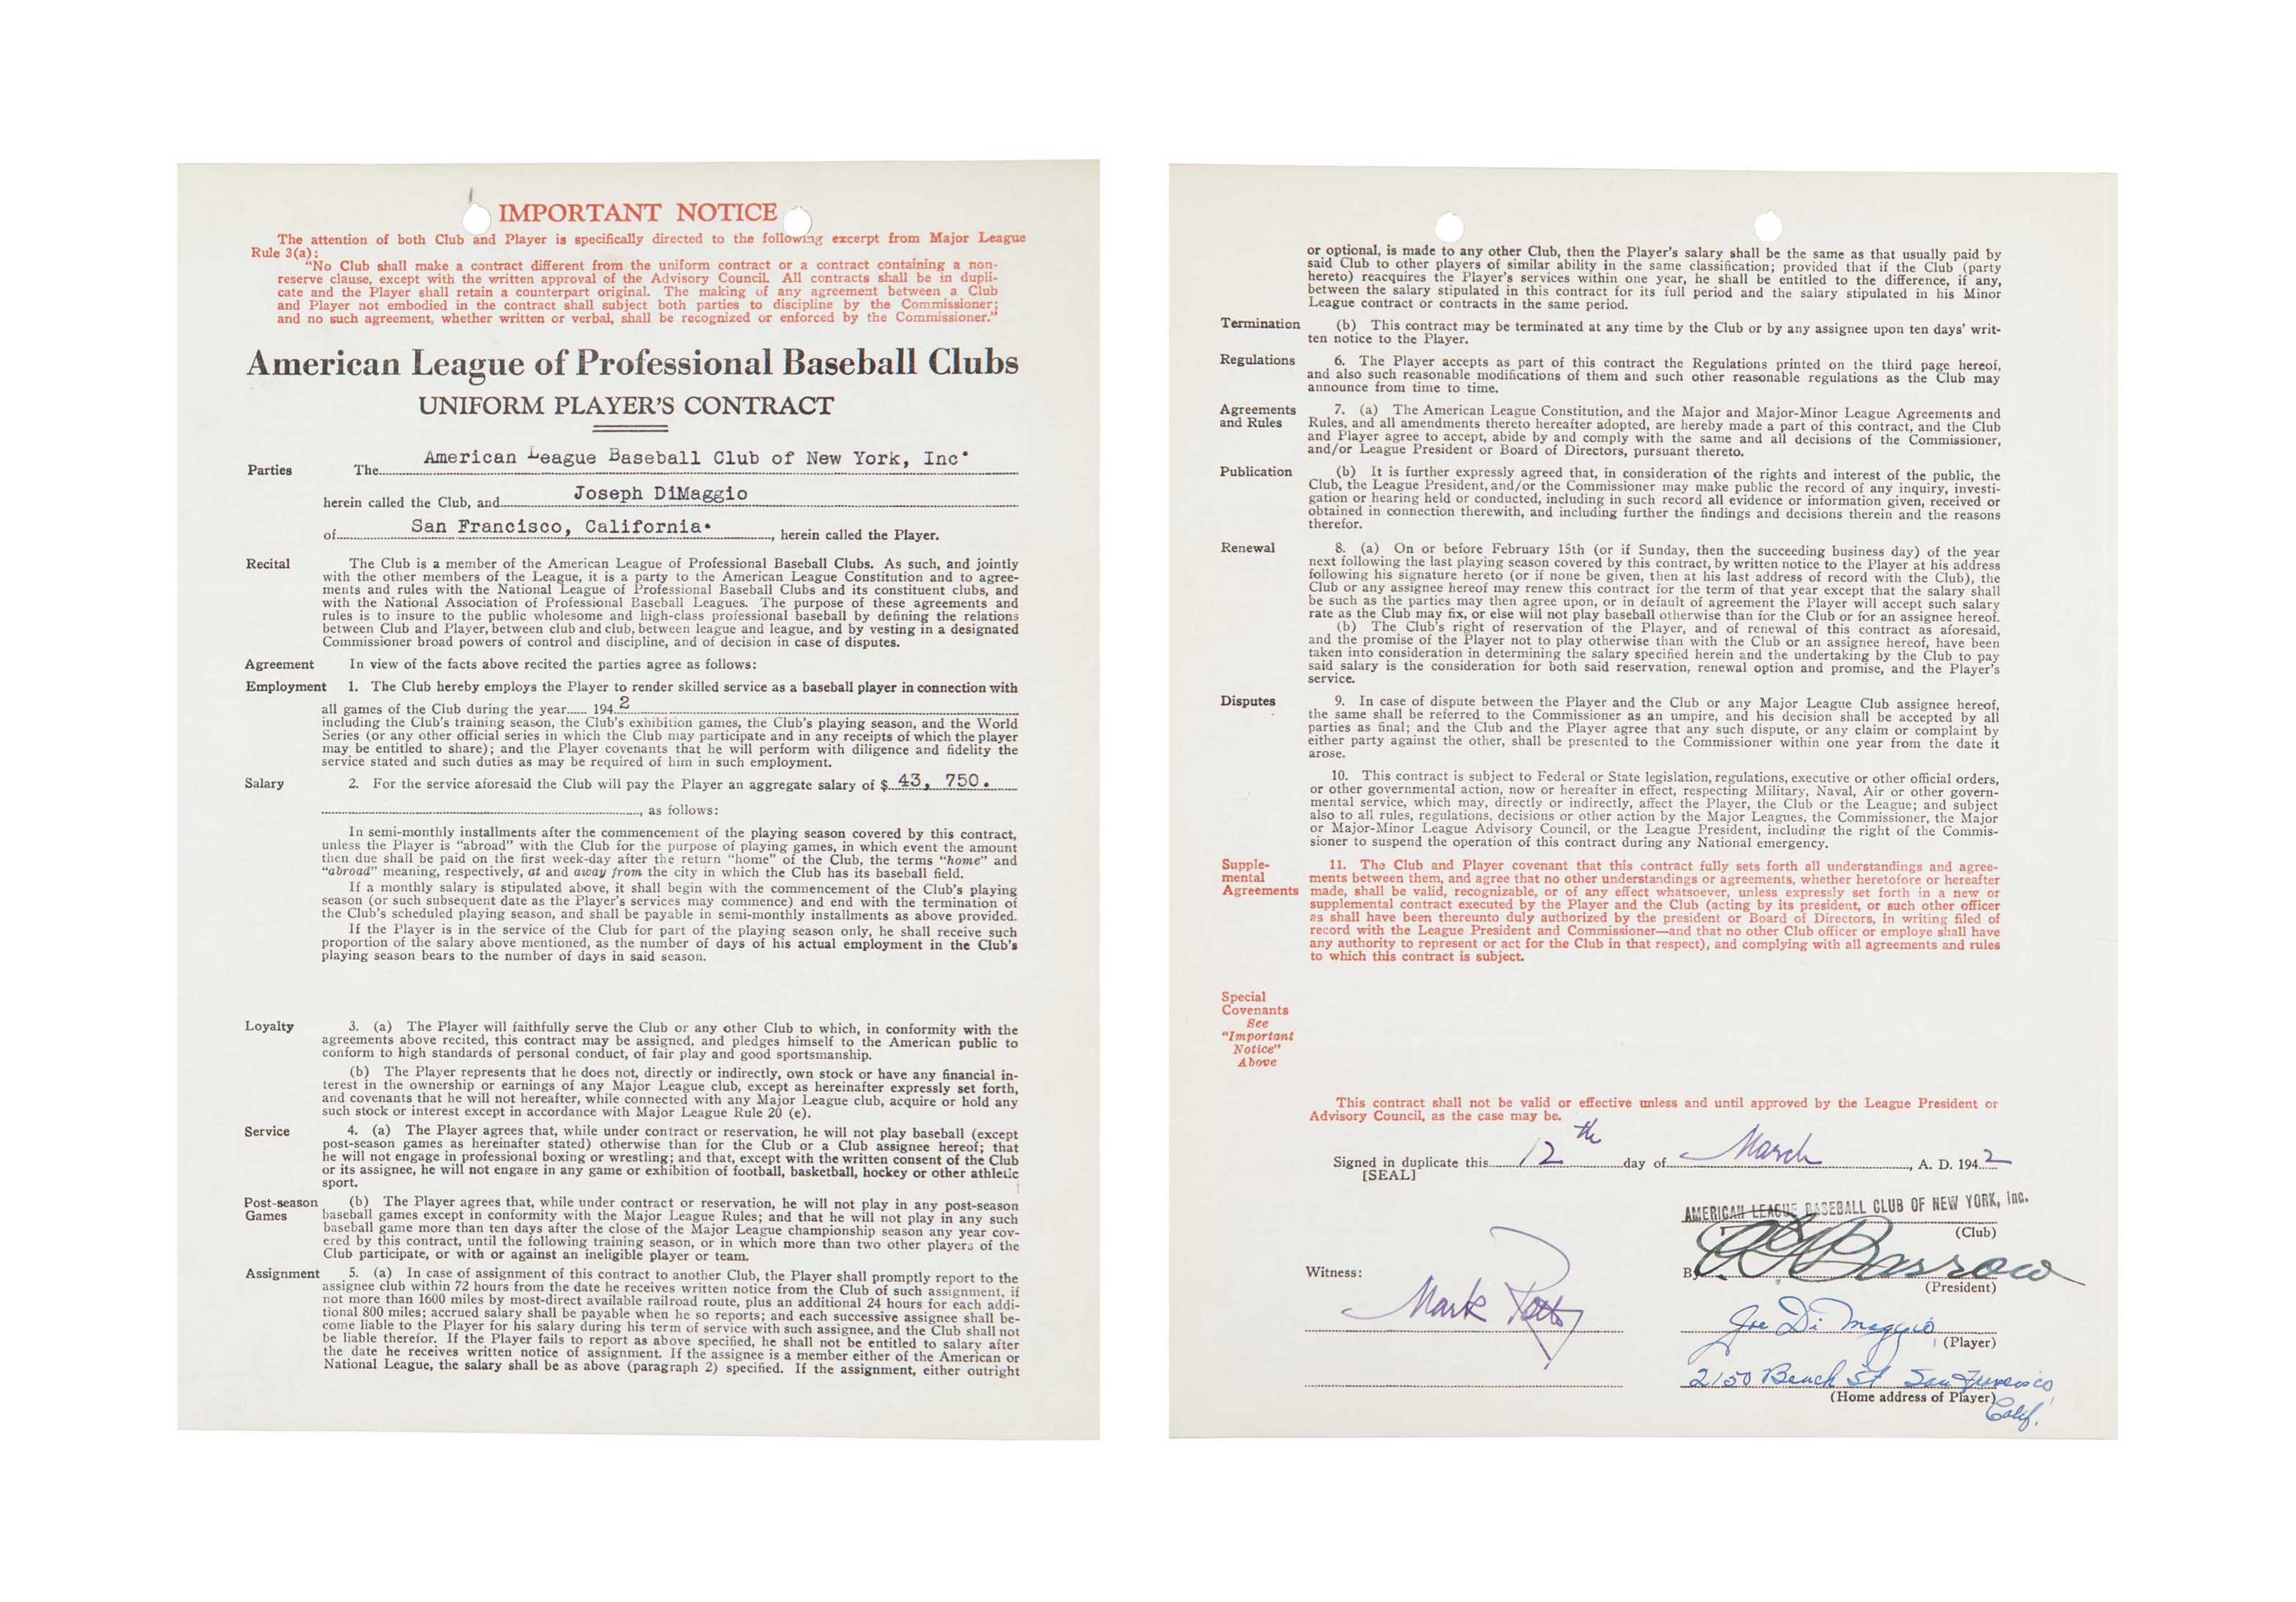 IMPORTANT NOTICE
The attention of both Club and Player is specifically directed to the following excerpt from Major League
Rule 3(a):
"No Club shall make a contract different from the uniform contract or a contract containing a non-
reserve clause, except with the written approval of the Advisory Council. All contracts shall be in dupli-
cate and the Player shall retain a counterpart original. The making of any agreement between a Club
and Player not embodied in the contract shall subject both parties to discipline by the Commissioner;
and no such agreement, whether written or verbal, shall be recognized or enforced by the Commissioner."
American League of Professional Baseball Clubs
UNIFORM PLAYER'S CONTRACT
Parties The American League Baseball Club of New York, Inc.
herein called the Club, and Joseph DiMaggio
of San Francisco, California. , herein called the Player.
Recital The Club is a member of the American League of Professional Baseball Clubs. As such, and jointly
with the other members of the League, it is a party to the American League Constitution and to agree-
ments and rules with the National League of Professional Baseball Clubs and its constituent clubs, and
with the National Association of Professional Baseball Leagues. The purpose of these agreements and
rules is to insure to the public wholesome and high-class professional baseball by defining the relations
between Club and Player, between club and club, between league and league, and by vesting in a designated
Commissioner broad powers of control and discipline, and of decision in case of disputes.
Agreement In view of the facts above recited the parties agree as follows:
Employment 1. The Club hereby employs the Player to render skilled service as a baseball player in connection with
all games of the Club during the year 1942
including the Club's training season, the Club's exhibition games, the Club's playing season, and the World
Series (or any other official series in which the Club may participate and in any receipts of which the player
may be entitled to share); and the Player covenants that he will perform with diligence and fidelity the
service stated and such duties as may be required of him in such employment.
Salary 2. For the service aforesaid the Club will pay the Player an aggregate salary of $ 43, 750.
, as follows:
In semi-monthly installments after the commencement of the playing season covered by this contract,
unless the Player is "abroad" with the Club for the purpose of playing games, in which event the amount
then due shall be paid on the first week-day after the return "home" of the Club, the terms "home" and
"abroad" meaning, respectively, at and away from the city in which the Club has its baseball field.
If a monthly salary is stipulated above, it shall begin with the commencement of the Club's playing
season (or such subsequent date as the Player's services may commence) and end with the termination of
the Club's scheduled playing season, and shall be payable in semi-monthly installments as above provided.
If the Player is in the service of the Club for part of the playing season only, he shall receive such
proportion of the salary above mentioned, as the number of days of his actual employment in the Club's
playing season bears to the number of days in said season.
Loyalty 3. (a) The Player will faithfully serve the Club or any other Club to which, in conformity with the
agreements above recited, this contract may be assigned, and pledges himself to the American public to
conform to high standards of personal conduct, of fair play and good sportsmanship.
(b) The Player represents that he does not, directly or indirectly, own stock or have any financial in-
terest in the ownership or earnings of any Major League club, except as hereinafter expressly set forth,
and covenants that he will not hereafter, while connected with any Major League club, acquire or hold any
such stock or interest except in accordance with Major League Rule 20 (e).
Service 4. (a) The Player agrees that, while under contract or reservation, he will not play baseball (except
post-season games as hereinafter stated) otherwise than for the Club or a Club assignee hereof; that
he will not engage in professional boxing or wrestling; and that, except with the written consent of the Club
or its assignee, he will not engage in any game or exhibition of football, basketball, hockey or other athletic
sport.
Post-season (b) The Player agrees that, while under contract or reservation, he will not play in any post-season
Games baseball games except in conformity with the Major League Rules; and that he will not play in any such
baseball game more than ten days after the close of the Major League championship season any year cov-
ered by this contract, until the following training season, or in which more than two other players of the
Club participate, or with or against an ineligible player or team.
Assignment 5. (a) In case of assignment of this contract to another Club, the Player shall promptly report to the
assignee club within 72 hours from the date he receives written notice from the Club of such assignment, if
not more than 1600 miles by most-direct available railroad route, plus an additional 24 hours for each addi-
tional 800 miles; accrued salary shall be payable when he so reports; and each successive assignee shall be-
come liable to the Player for his salary during his term of service with such assignee, and the Club shall not
be liable therefor. If the Player fails to report as above specified, he shall not be entitled to salary after
the date he receives written notice of assignment. If the assignee is a member either of the American or
National League, the salary shall be as above (paragraph 2) specified. If the assignment, either outright
or optional, is made to any other Club, then the Player's salary shall be the same as that usually paid by
said Club to other players of similar ability in the same classification; provided that if the Club (party
hereto) reacquires the Player's services within one year, he shall be entitled to the difference, if any,
between the salary stipulated in this contract for its full period and the salary stipulated in his Minor
League contract or contracts in the same period.
Termination (b) This contract may be terminated at any time by the Club or by any assignee upon ten days' writ-
ten notice to the Player.
Regulations 6. The Player accepts as part of this contract the Regulations printed on the third page hereof,
and also such reasonable modifications of them and such other reasonable regulations as the Club may
announce from time to time.
Agreements 7. (a) The American League Constitution, and the Major and Major-Minor League Agreements and
and Rules Rules, and all amendments thereto hereafter adopted, are hereby made a part of this contract, and the Club
and Player agree to accept, abide by and comply with the same and all decisions of the Commissioner,
and/or League President or Board of Directors, pursuant thereto.
Publication (b) It is further expressly agreed that, in consideration of the rights and interest of the public, the
Club, the League President, and/or the Commissioner may make public the record of any inquiry, investi-
gation or hearing held or conducted, including in such record all evidence or information given, received or
obtained in connection therewith, and including further the findings and decisions therein and the reasons
therefor.
Renewal 8. (a) On or before February 15th (or if Sunday, then the succeeding business day) of the year
next following the last playing season covered by this contract, by written notice to the Player at his address
following his signature hereto (or if none be given, then at his last address of record with the Club), the
Club or any assignee hereof may renew this contract for the term of that year except that the salary shall
be such as the parties may then agree upon, or in default of agreement the Player will accept such salary
rate as the Club may fix, or else will not play baseball otherwise than for the Club or for an assignee hereof.
(b) The Club's right of reservation of the Player, and of renewal of this contract as aforesaid,
and the promise of the Player not to play otherwise than with the Club or an assignee hereof, have been
taken into consideration in determining the salary specified herein and the undertaking by the Club to pay
said salary is the consideration for both said reservation, renewal option and promise, and the Player's
service.
Disputes 9. In case of dispute between the Player and the Club or any Major League Club assignee hereof,
the same shall be referred to the Commissioner as an umpire, and his decision shall be accepted by all
parties as final; and the Club and the Player agree that any such dispute, or any claim or complaint by
either party against the other, shall be presented to the Commissioner within one year from the date it
arose.
10. This contract is subject to Federal or State legislation, regulations, executive or other official orders,
or other governmental action, now or hereafter in effect, respecting Military, Naval, Air or other govern-
mental service, which may, directly or indirectly, affect the Player, the Club or the League; and subject
also to all rules, regulations, decisions or other action by the Major Leagues, the Commissioner, the Major
or Major-Minor League Advisory Council, or the League President, including the right of the Commis-
sioner to suspend the operation of this contract during any National emergency.
Supple- 11. The Club and Player covenant that this contract fully sets forth all understandings and agree-
mental ments between them, and agree that no other understandings or agreements, whether heretofore or hereafter
Agreements made, shall be valid, recognizable, or of any effect whatsoever, unless expressly set forth in a new or
supplemental contract executed by the Player and the Club (acting by its president, or such other officer
as shall have been thereunto duly authorized by the president or Board of Directors, in writing filed of
record with the League President and Commissioner—and that no other Club officer or employe shall have
any authority to represent or act for the Club in that respect), and complying with all agreements and rules
to which this contract is subject.
Special
Covenants
See
"Important
Notice"
Above
This contract shall not be valid or effective unless and until approved by the League President or
Advisory Council, as the case may be.
Signed in duplicate this 12th day of March , A. D. 1942
[SEAL]
AMERICAN LEAGUE BASEBALL CLUB OF NEW YORK, Inc.
(Club)
Witness: By Barrow
(President)
Mark Joe Di Maggio
(Player)
2150 Beach St San Francisco
(Home address of Player) Calif.